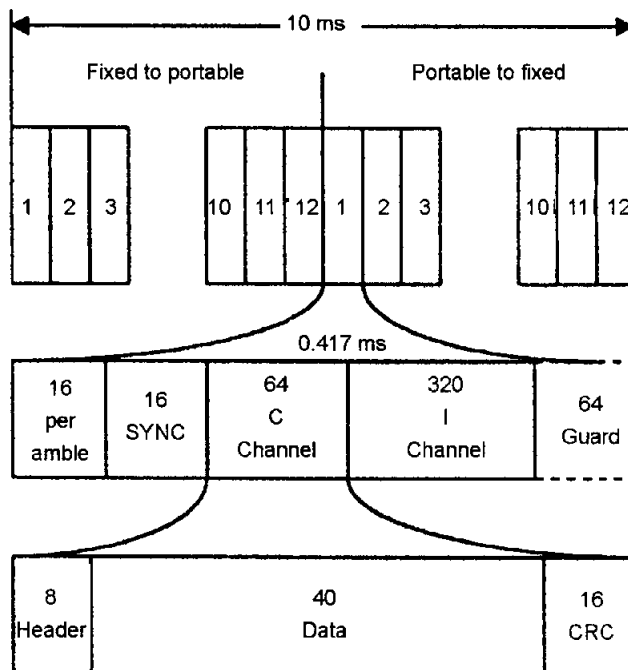 10 ms
Fixed to portable
Portable to fixed
1 2 3
10 11 12 1 2 3
10 11 12
0.417 ms
16
per
amble
16
SYNC
64
C
Channel
320
I
Channel
64
Guard
8
Header
40
Data
16
CRC